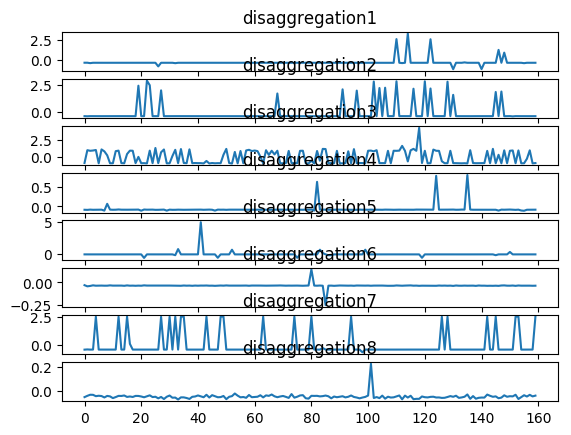 disaggregation1
2.5
0.0
disaggregation2
2.5
0.0
disaggregation3
2.5
0.0
disaggregation4
0.5
0.0
disaggregation5
5
0
disaggregation6
0.00
−0.25
disaggregation7
2.5
0.0
disaggregation8
0.2
0.0
0 20 40 60 80 100 120 140 160